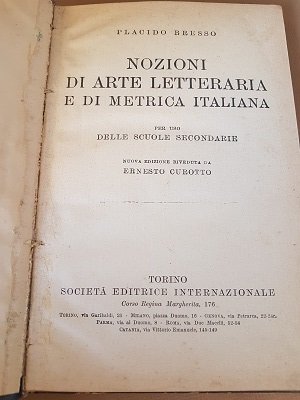 PLACIDO BRESSO
NOZIONI
DI ARTE LETTERARIA
E DI METRICA ITALIANA
PER USO
DELLE SCUOLE SECONDARIE
NUOVA EDIZIONE RIVEDUTA DA
ERNESTO CUROTTO
TORINO
SOCIETÀ EDITRICE INTERNAZIONALE
Corso Regina Margherita, 176
TORINO, via Garibaldi, 20 - MILANO, piazza Duomo, 16 - GENOVA, via Petrarca, 22-24r.
PARMA, via al Duomo, 8 - ROMA, via Due Macelli, 52-54
CATANIA, via Vittorio Emanuele, 145-149